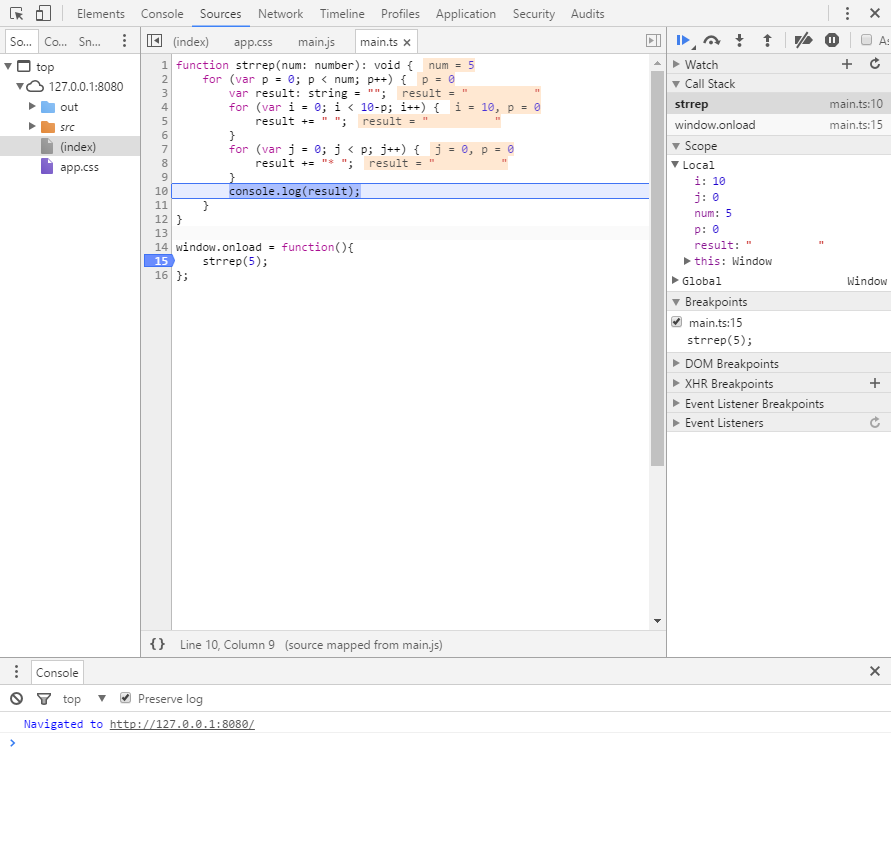 Elements Console Sources Network Timeline Profiles Application Security Audits
So... Co... Sn...
(index) app.css main.js main.ts
As
top
127.0.0.1:8080
out
src
(index)
app.css
1 function strrep(num: number): void { num = 5
2 for (var p = 0; p < num; p++) { p = 0
3 var result: string = ""; result = "          "
4 for (var i = 0; i < 10-p; i++) { i = 10, p = 0
5 result += " "; result = "          "
6 }
7 for (var j = 0; j < p; j++) { j = 0, p = 0
8 result += "* "; result = "          "
9 }
10 console.log(result);
11 }
12 }
13
14 window.onload = function(){
15 strrep(5);
16 };
{} Line 10, Column 9 (source mapped from main.js)
Watch
Call Stack
strrep main.ts:10
window.onload main.ts:15
Scope
Local
i: 10
j: 0
num: 5
p: 0
result: "          "
this: Window
Global Window
Breakpoints
main.ts:15
strrep(5);
DOM Breakpoints
XHR Breakpoints
Event Listener Breakpoints
Event Listeners
Console
top Preserve log
Navigated to http://127.0.0.1:8080/